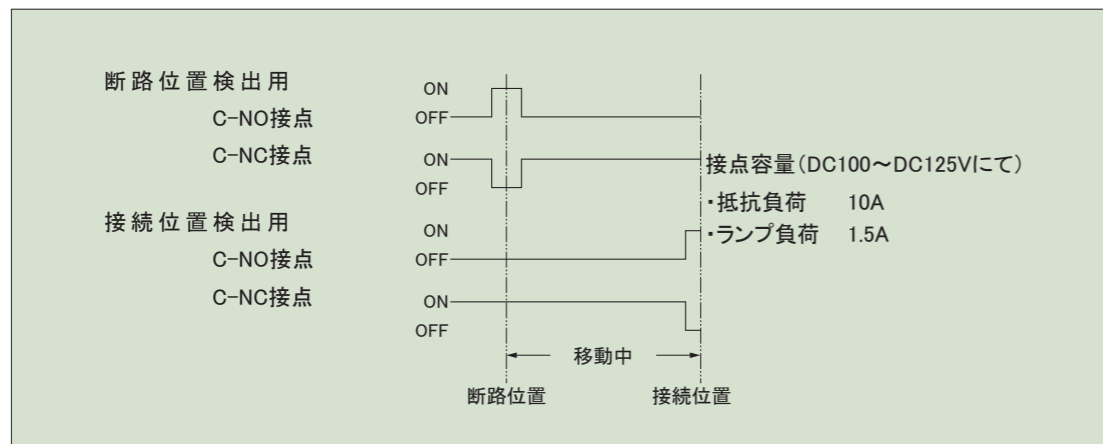 断路位置検出用
ON
C-NO接点
OFF
C-NC接点
ON
OFF
接点容量(DC100〜DC125Vにて)
・抵抗負荷 10A
・ランプ負荷 1.5A
接続位置検出用
ON
C-NO接点
OFF
C-NC接点
ON
OFF
移動中
断路位置
接続位置